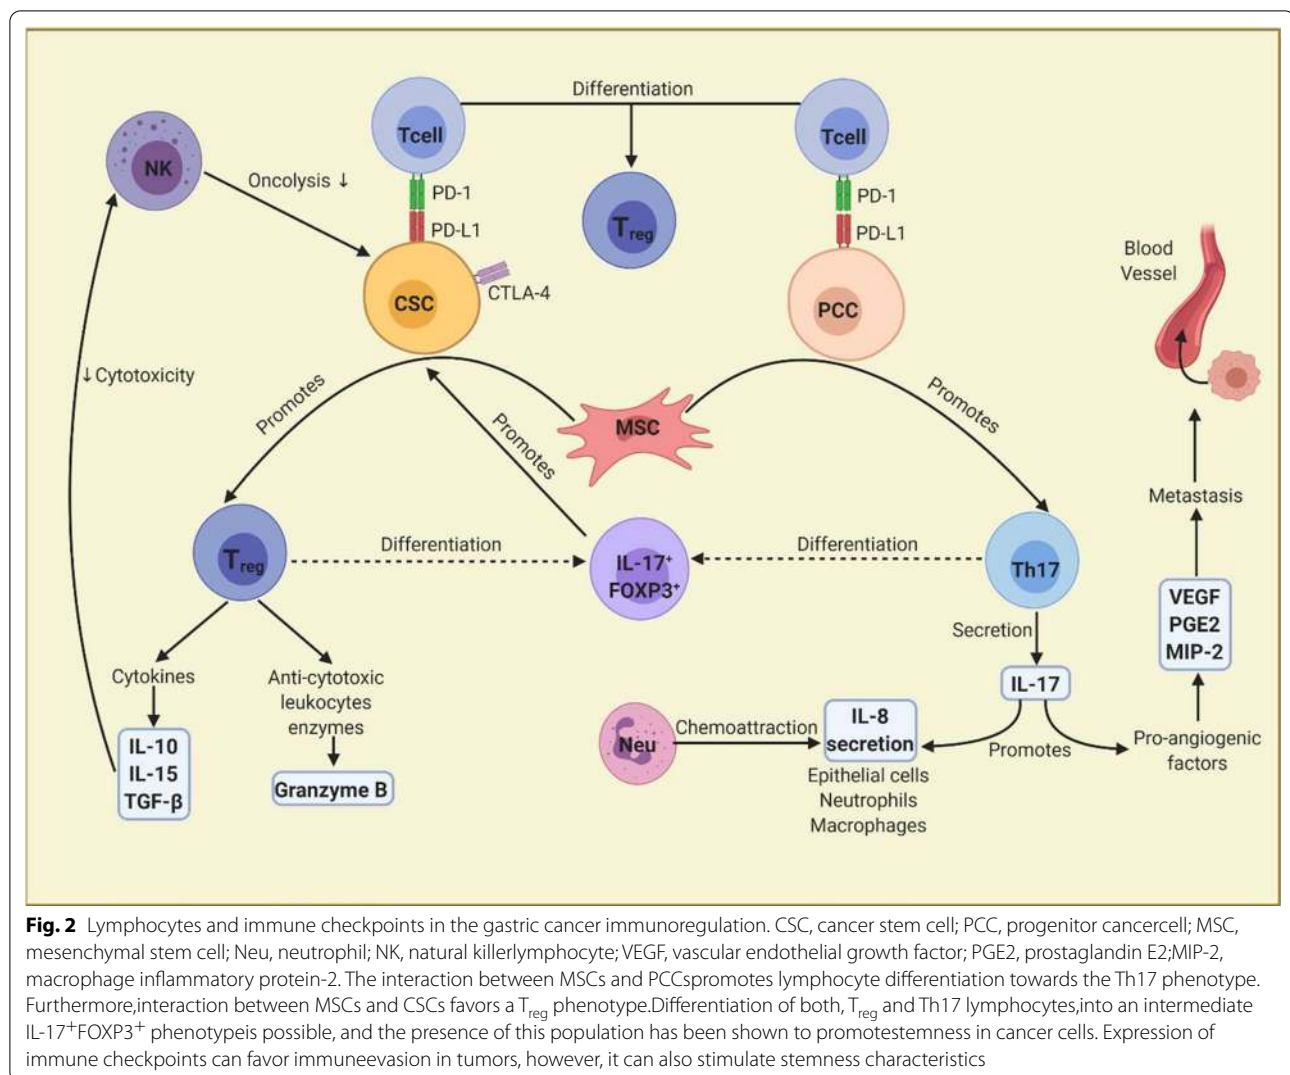 Differentiation
Tcell
Tcell
NK
Oncolysis ↓
PD-1
PD-L1
Treg
PD-1
PD-L1
CTLA-4
CSC
PCC
Blood
Vessel
↓Cytotoxicity
Promotes
Promotes
MSC
Promotes
Metastasis
Treg
Differentiation
IL-17⁺
FOXP3⁺
Differentiation
Th17
VEGF
PGE2
MIP-2
Secretion
IL-17
Cytokines
Anti-cytotoxic
leukocytes
enzymes
IL-10
IL-15
TGF-β
Granzyme B
Neu
Chemoattraction
IL-8
secretion
Promotes
Pro-angiogenic
factors
Epithelial cells
Neutrophils
Macrophages
Fig. 2 Lymphocytes and immune checkpoints in the gastric cancer immunoregulation. CSC, cancer stem cell; PCC, progenitor cancercell; MSC,
mesenchymal stem cell; Neu, neutrophil; NK, natural killerlymphocyte; VEGF, vascular endothelial growth factor; PGE2, prostaglandin E2;MIP-2,
macrophage inflammatory protein-2. The interaction between MSCs and PCCspromotes lymphocyte differentiation towards the Th17 phenotype.
Furthermore,interaction between MSCs and CSCs favors a Treg phenotype.Differentiation of both, Treg and Th17 lymphocytes,into an intermediate
IL-17⁺FOXP3⁺ phenotypeis possible, and the presence of this population has been shown to promotestemness in cancer cells. Expression of
immune checkpoints can favor immuneevasion in tumors, however, it can also stimulate stemness characteristics